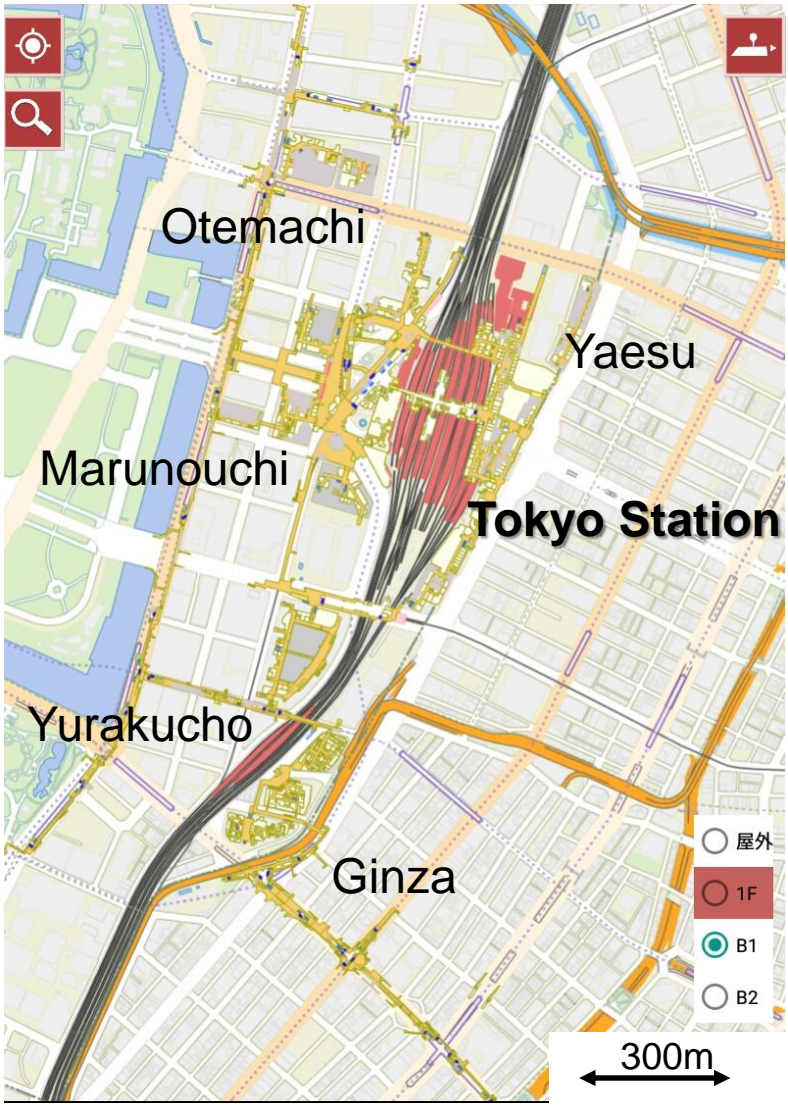 Otemachi
Yaesu
Marunouchi
Tokyo Station
Yurakucho
Ginza
屋外
1F
B1
B2
300m